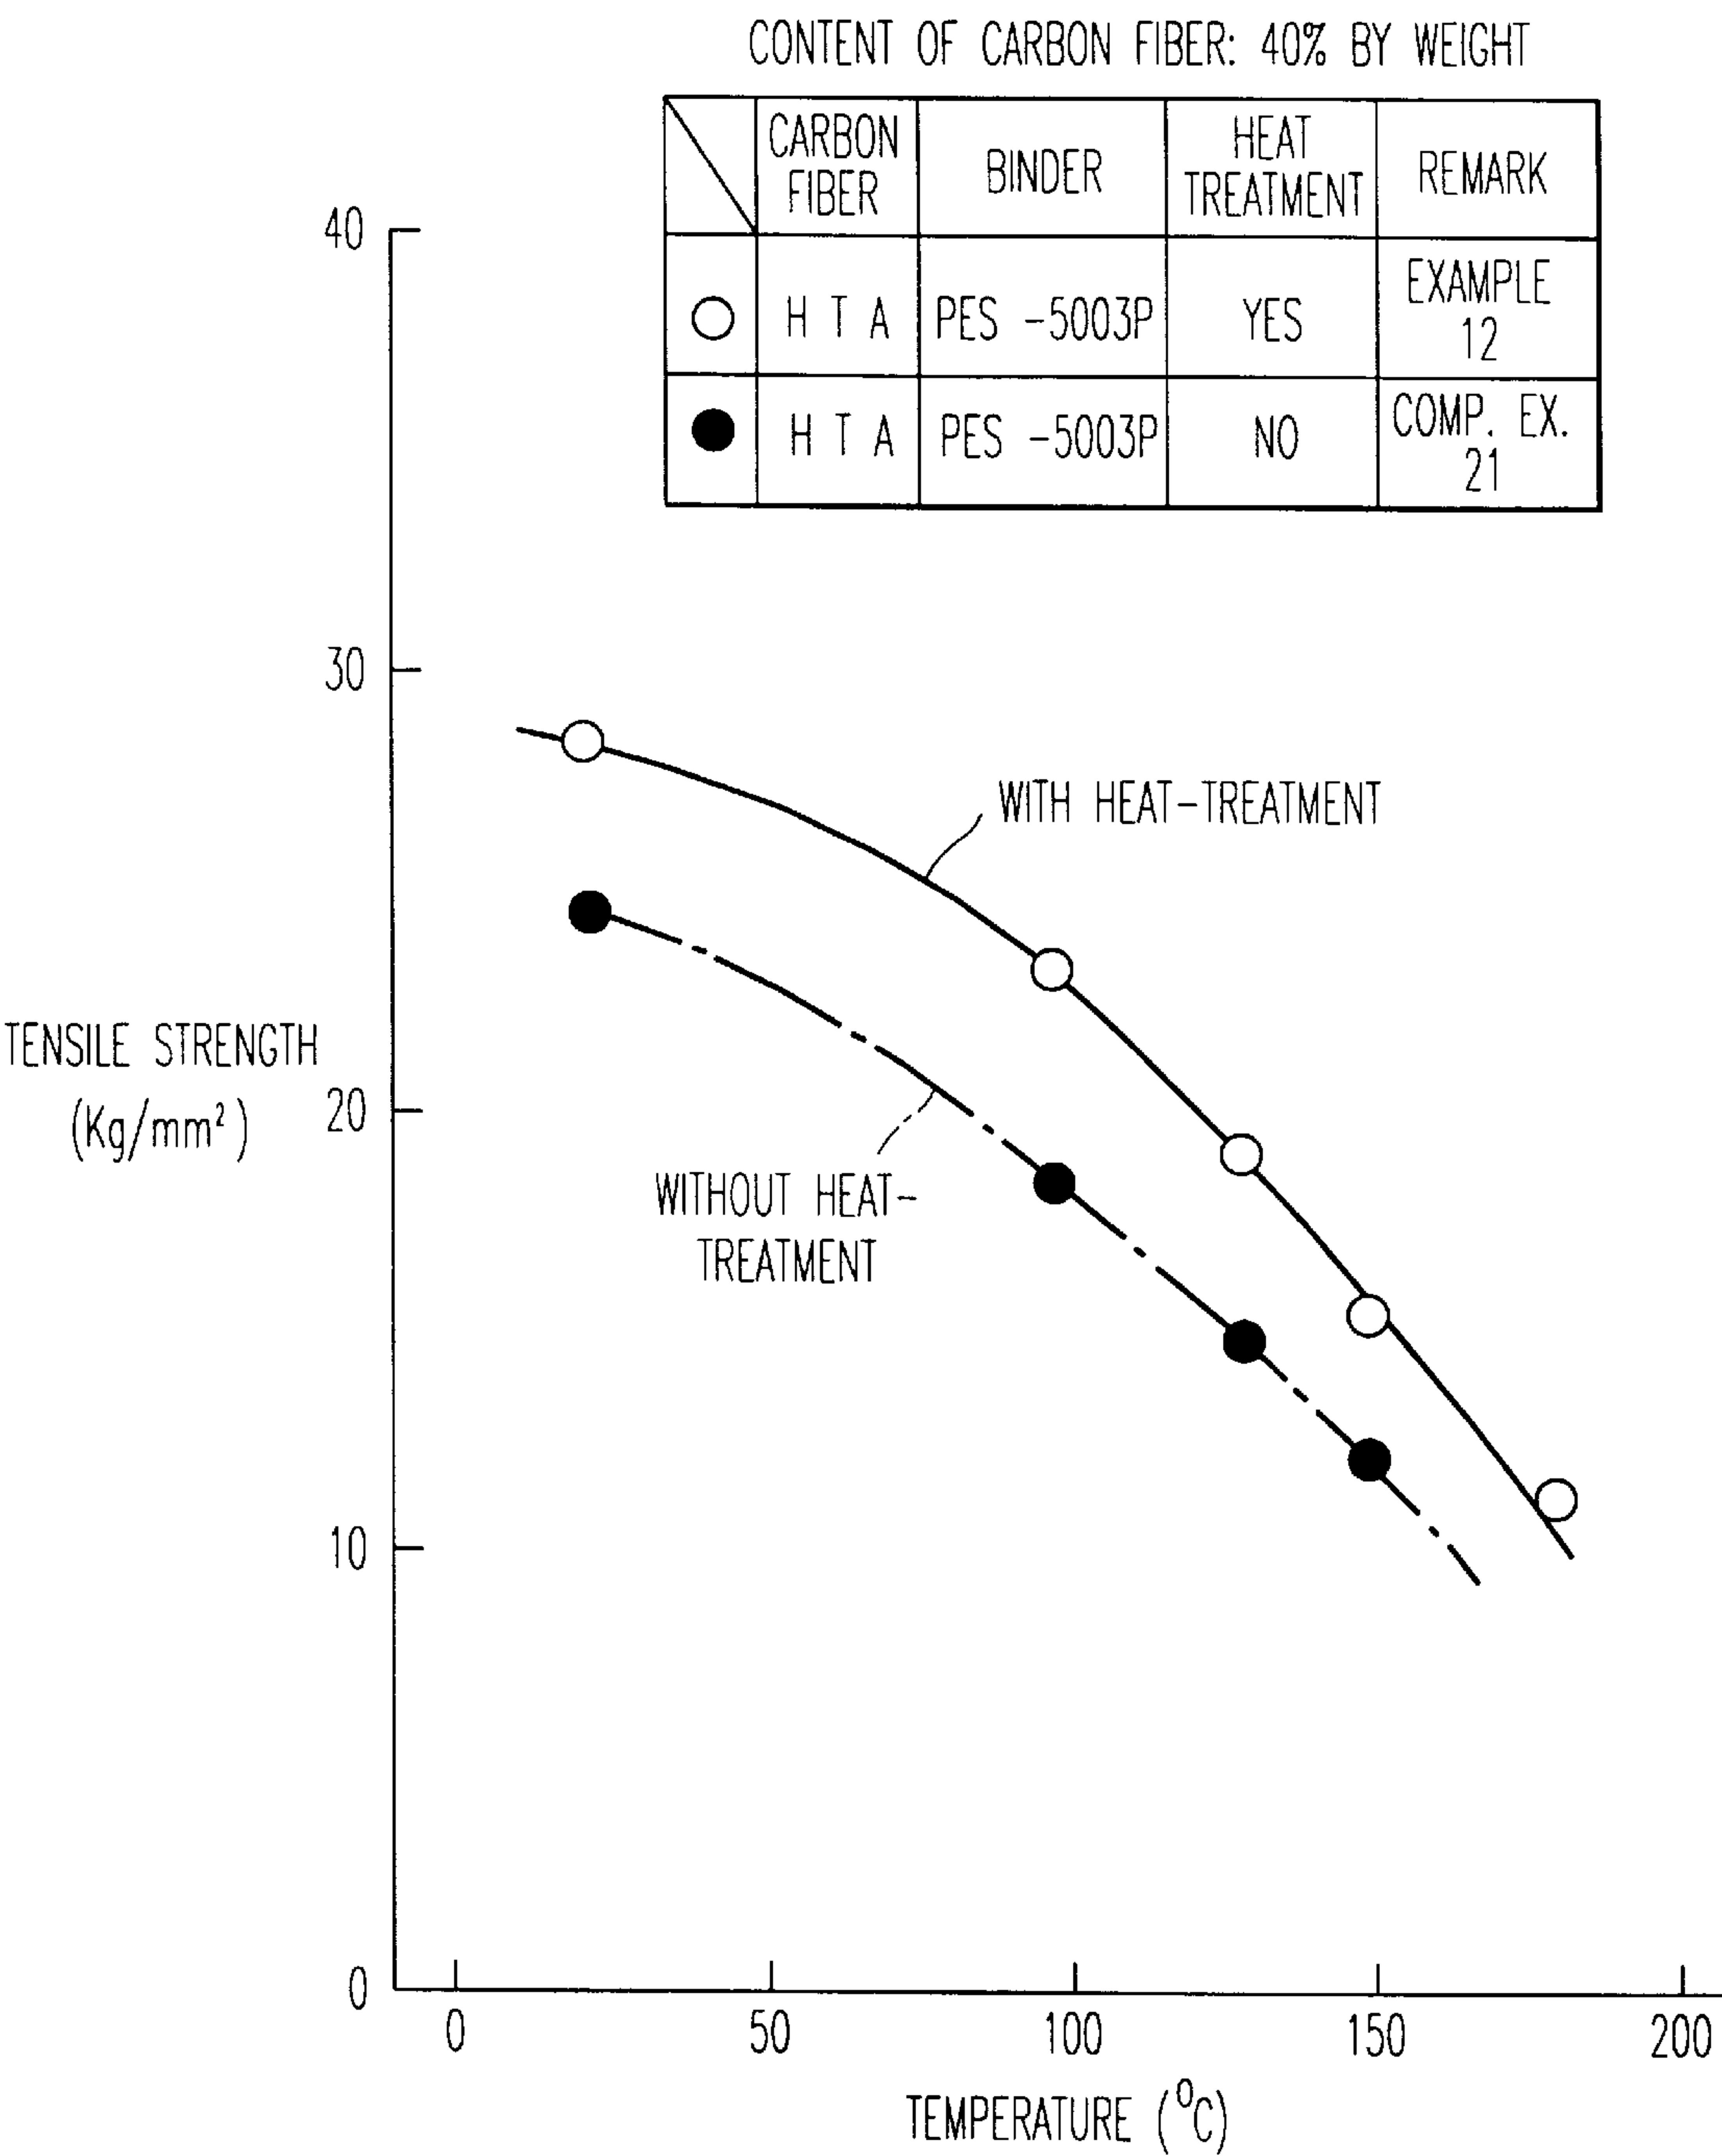 CONTENT OF CARBON FIBER: 40% BY WEIGHT
CARBON FIBER BINDER HEAT TREATMENT REMARK
H T A PES -5003P YES EXAMPLE 12
H T A PES -5003P NO COMP. EX. 21
40
30
20
10
0
TENSILE STRENGTH
(Kg/mm²)
WITH HEAT-TREATMENT
WITHOUT HEAT-
TREATMENT
0 50 100 150 200
TEMPERATURE (°C)